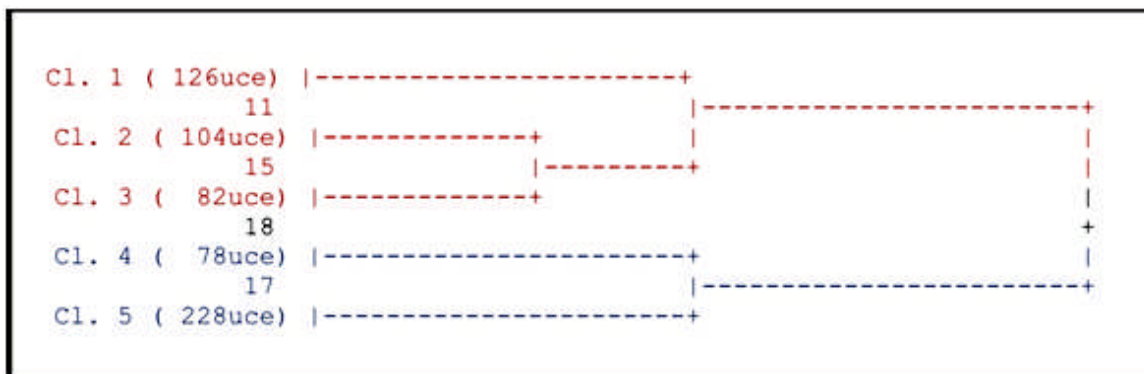 Cl. 1 ( 126uce) |-----------------------+
11 |------------------------+
Cl. 2 ( 104uce) |-------------+ | |
15 |---------+ |
Cl. 3 ( 82uce) |-------------+ |
18 +
Cl. 4 ( 78uce) |-----------------------+ |
17 |------------------------+
Cl. 5 ( 228uce) |-----------------------+